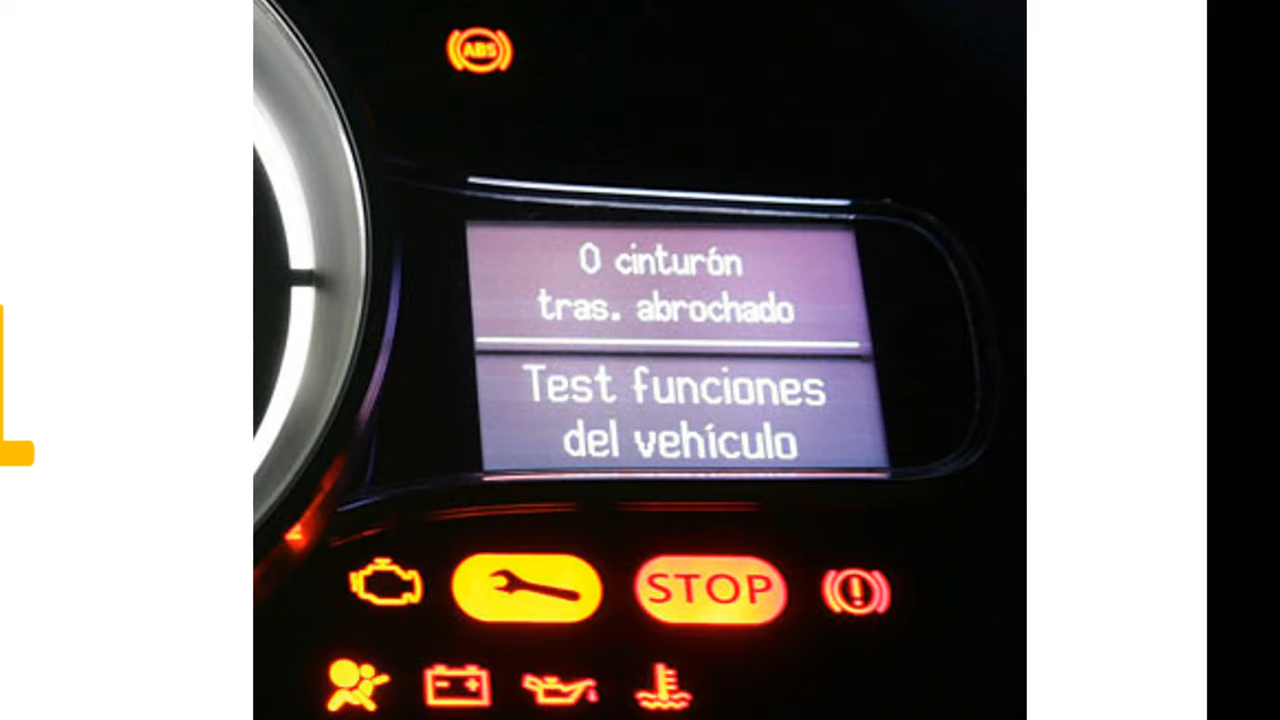 ABS
0 cinturón
tras. abrochado
Test funciones
del vehículo
STOP